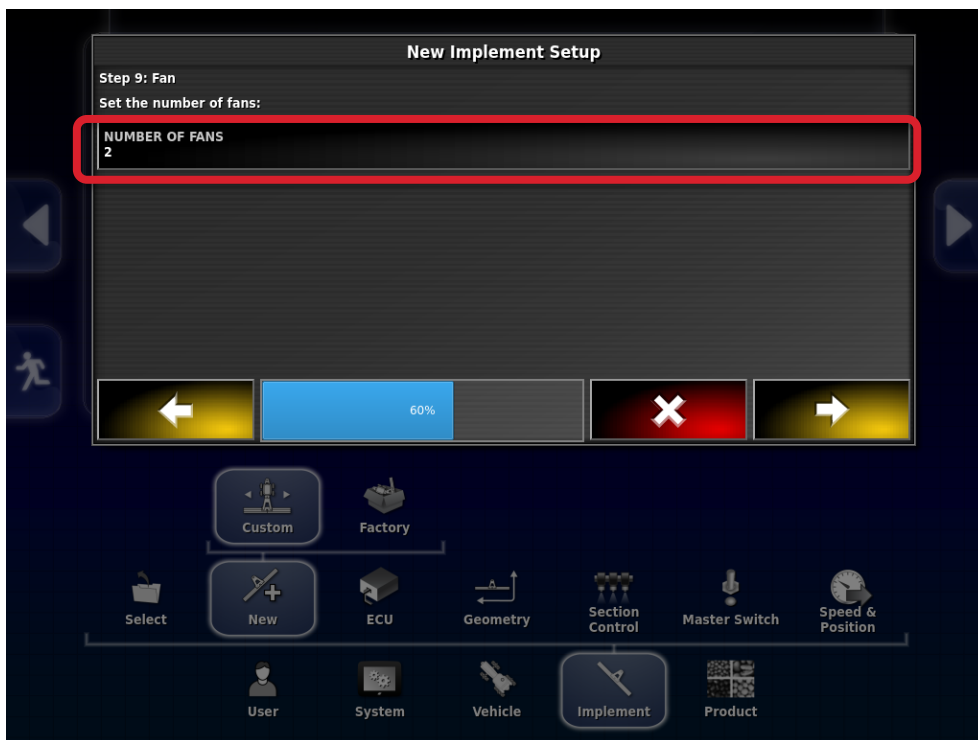 New Implement Setup
Step 9: Fan
Set the number of fans:
NUMBER OF FANS
2
60%
Custom
Factory
Select
New
ECU
Geometry
Section
Control
Master Switch
Speed &
Position
User
System
Vehicle
Implement
Product